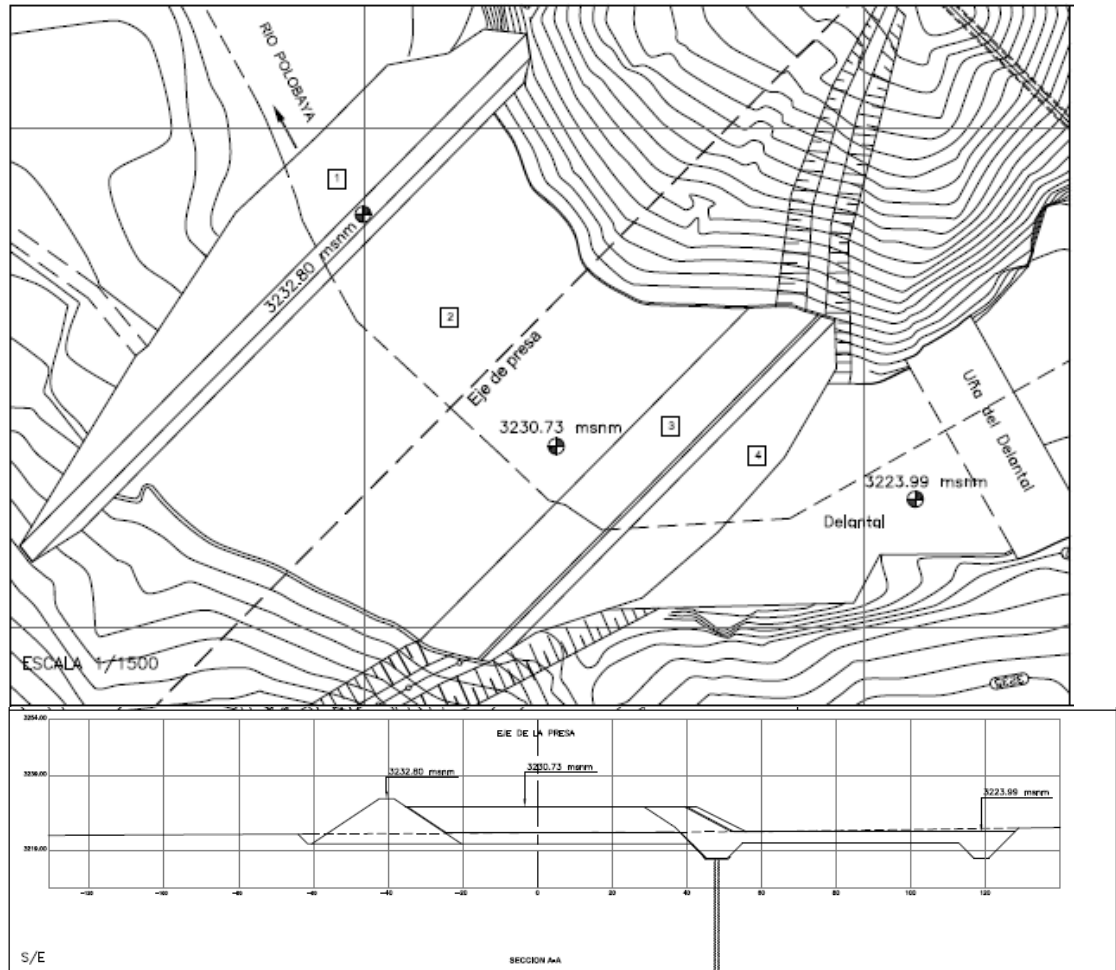 RIO POLOBAYA
1
3232.80 msnm
2
Eje de presa
3230.73 msnm
3
4
3223.99 msnm
Delantal
Uña del Delantal
ESCALA 1/1500
3225
EJE DE LA PRESA
3232.80 msnm
3230.73 msnm
3223.99 msnm
-80
-40
-20
0
20
40
60
80
100
120
S/E
SECCION A-A